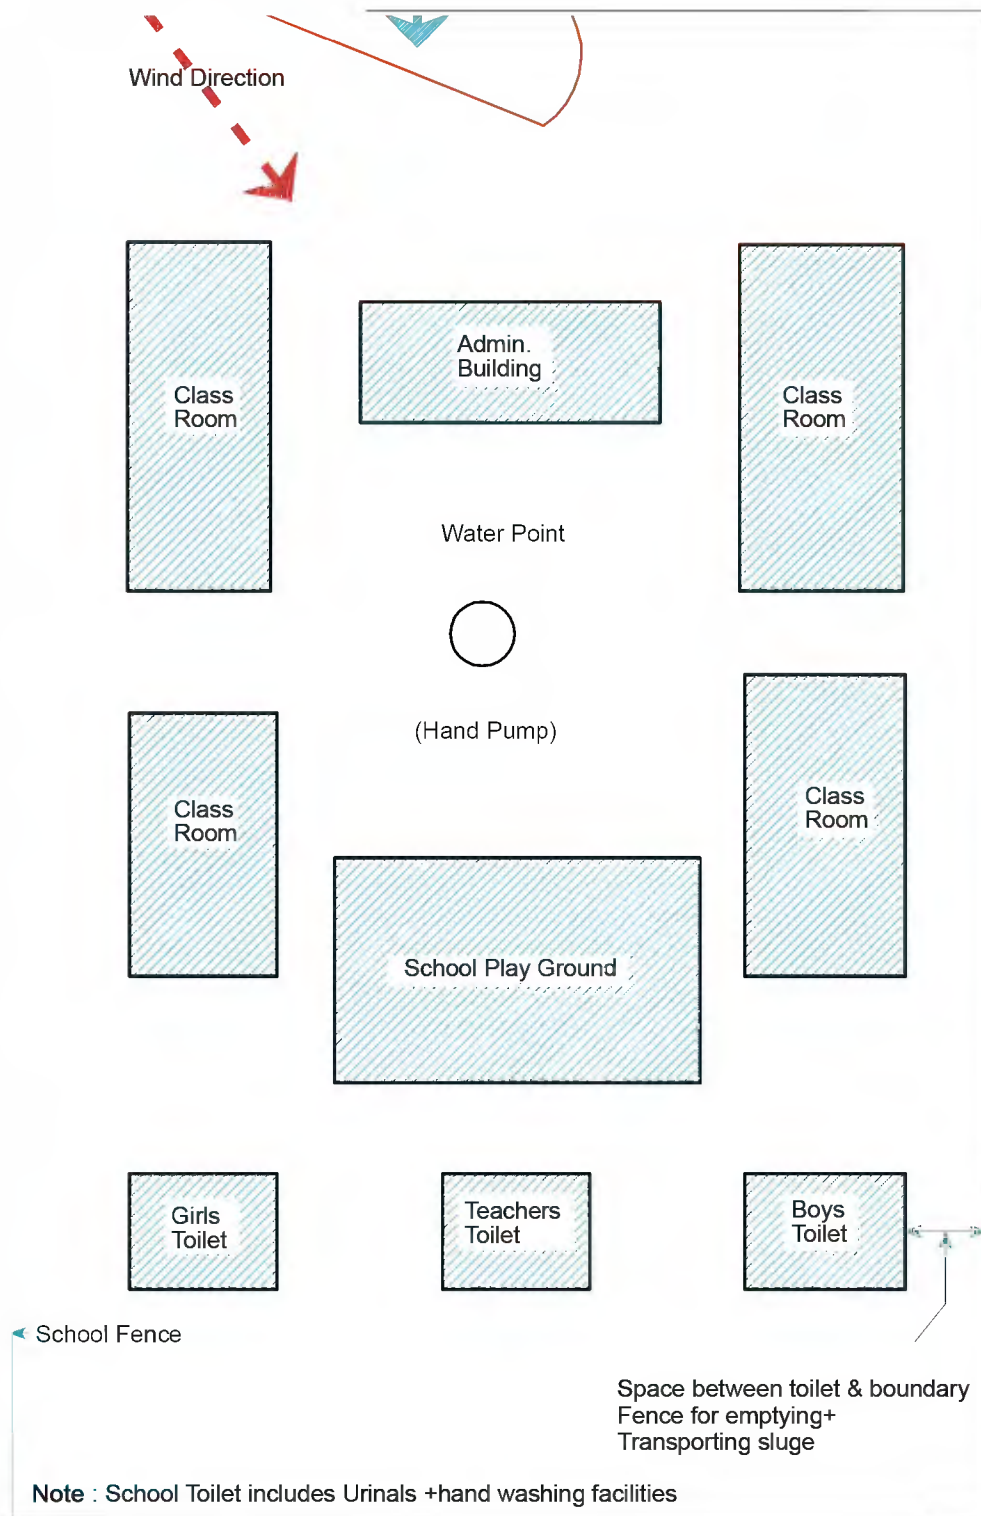 Wind Direction
Admin.
Building
Class
Room
Class
Room
Water Point
(Hand Pump)
Class
Room
Class
Room
School Play Ground
Girls
Toilet
Teachers
Toilet
Boys
Toilet
School Fence
Space between toilet & boundary
Fence for emptying+
Transporting sluge
Note : School Toilet includes Urinals +hand washing facilities